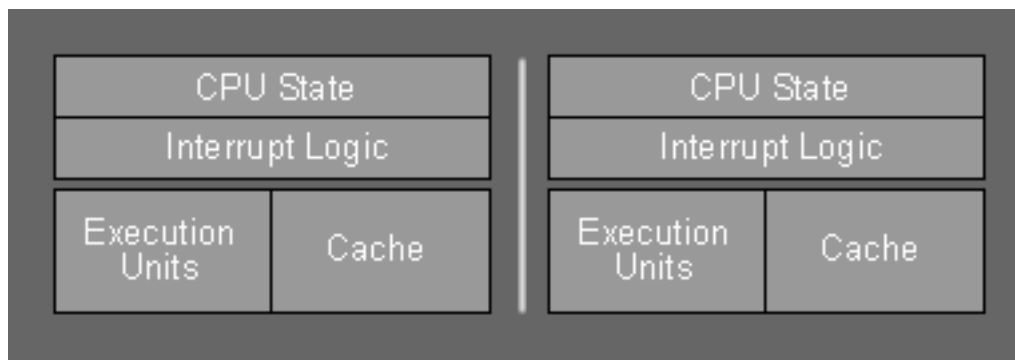 CPU State
Interrupt Logic
Execution
Units
Cache
CPU State
Interrupt Logic
Execution
Units
Cache